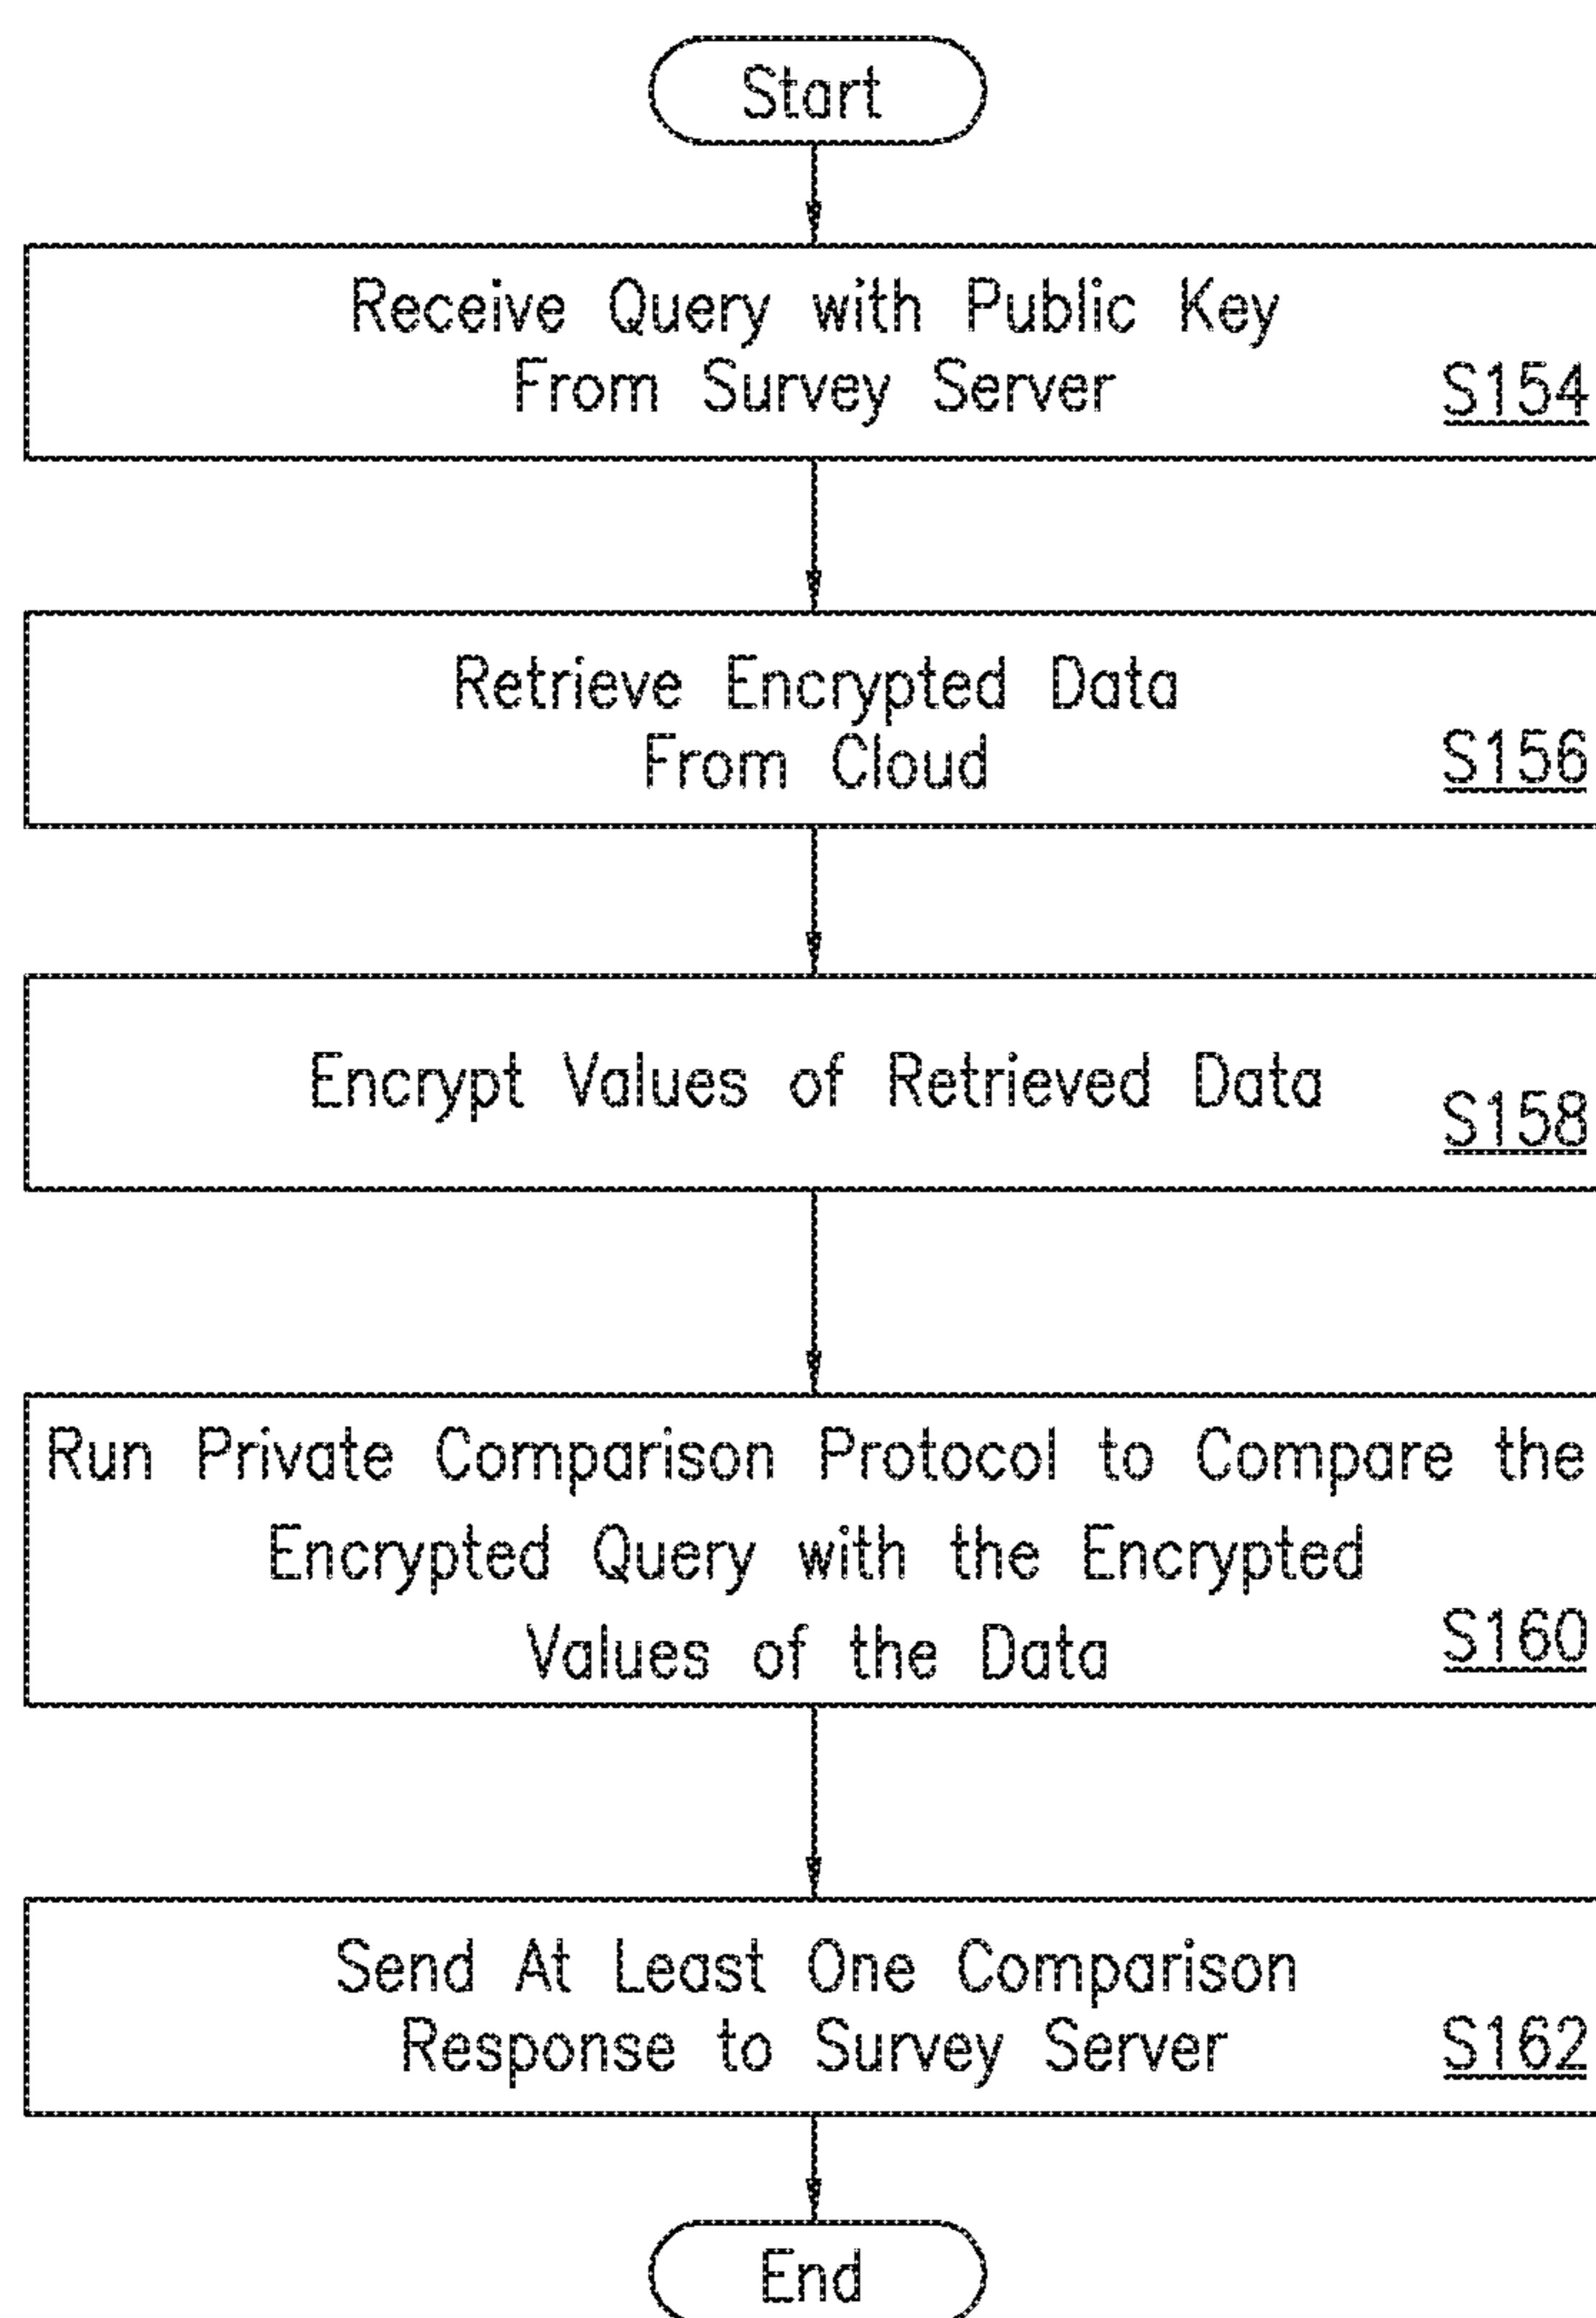 Start
Receive Query with Public Key
From Survey Server
S154
Retrieve Encrypted Data
From Cloud
S156
Encrypt Values of Retrieved Data
S158
Run Private Comparison Protocol to Compare the
Encrypted Query with the Encrypted
Values of the Data
S160
Send At Least One Comparison
Response to Survey Server
S162
End